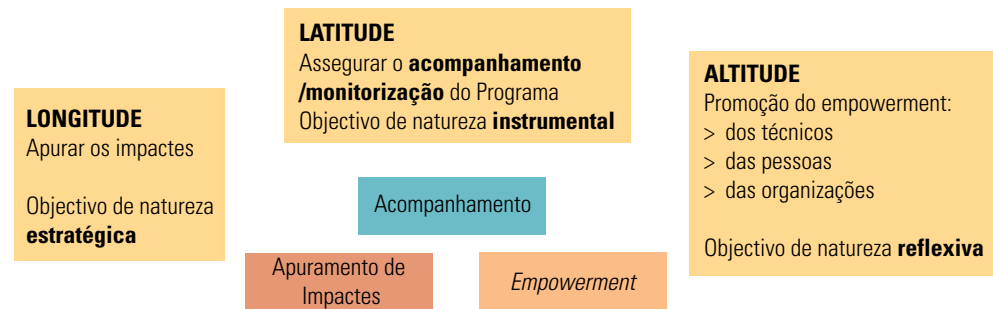 LATITUDE
Assegurar o acompanhamento
/monitorização do Programa
Objectivo de natureza instrumental
LONGITUDE
Apurar os impactes
Objectivo de natureza
estratégica
ALTITUDE
Promoção do empowerment:
> dos técnicos
> das pessoas
> das organizações
Objectivo de natureza reflexiva
Acompanhamento
Apuramento de
Impactes
Empowerment